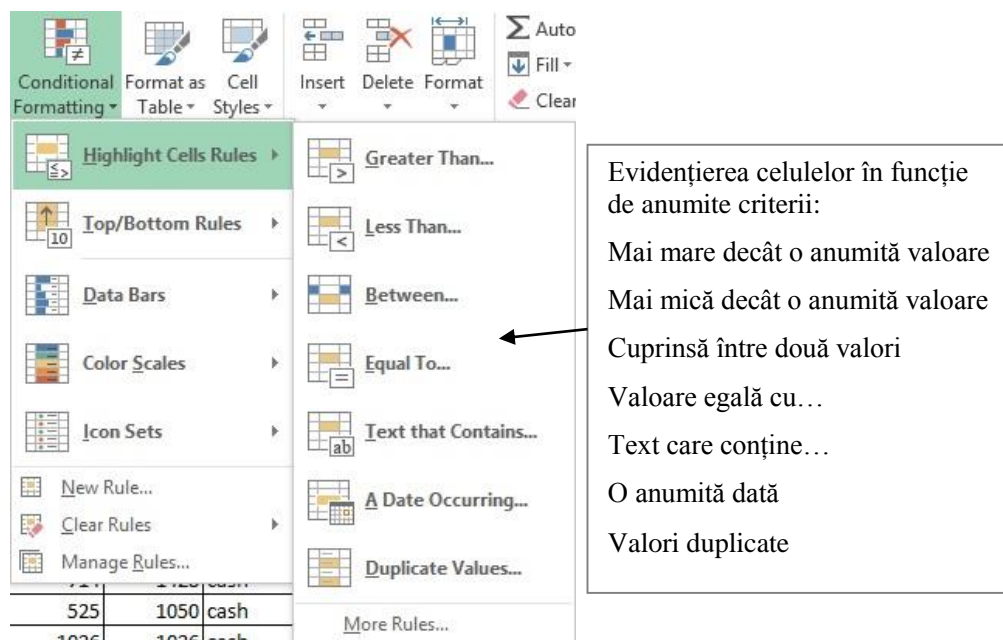 Conditional Formatting
Format as Table
Cell Styles
Insert
Delete
Format
Auto
Fill
Clear
Highlight Cells Rules
Top/Bottom Rules
Data Bars
Color Scales
Icon Sets
New Rule...
Clear Rules
Manage Rules...
Greater Than...
Less Than...
Between...
Equal To...
Text that Contains...
A Date Occurring...
Duplicate Values...
More Rules...
Evidențierea celulelor în funcție
de anumite criterii:
Mai mare decât o anumită valoare
Mai mică decât o anumită valoare
Cuprinsă între două valori
Valoare egală cu…
Text care conține…
O anumită dată
Valori duplicate
525 1050 cash